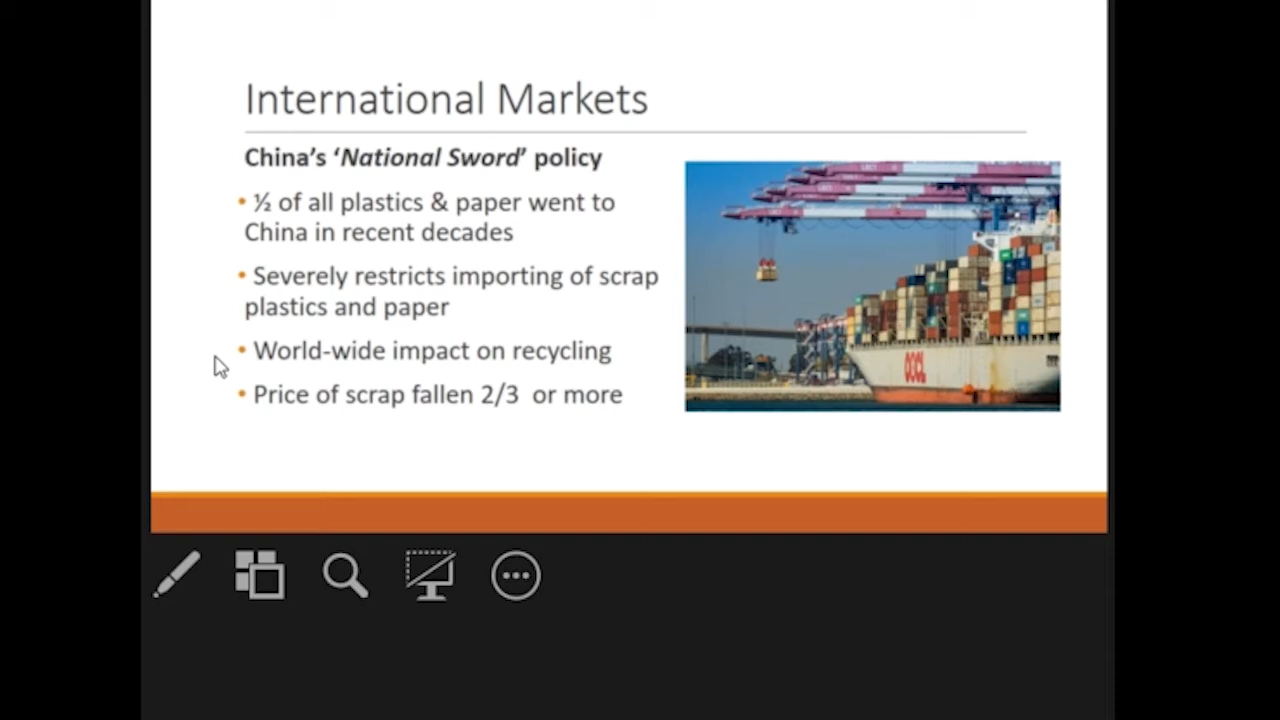 International Markets
China's 'National Sword' policy
• ½ of all plastics & paper went to
China in recent decades
• Severely restricts importing of scrap
plastics and paper
• World-wide impact on recycling
• Price of scrap fallen 2/3  or more
OOCL